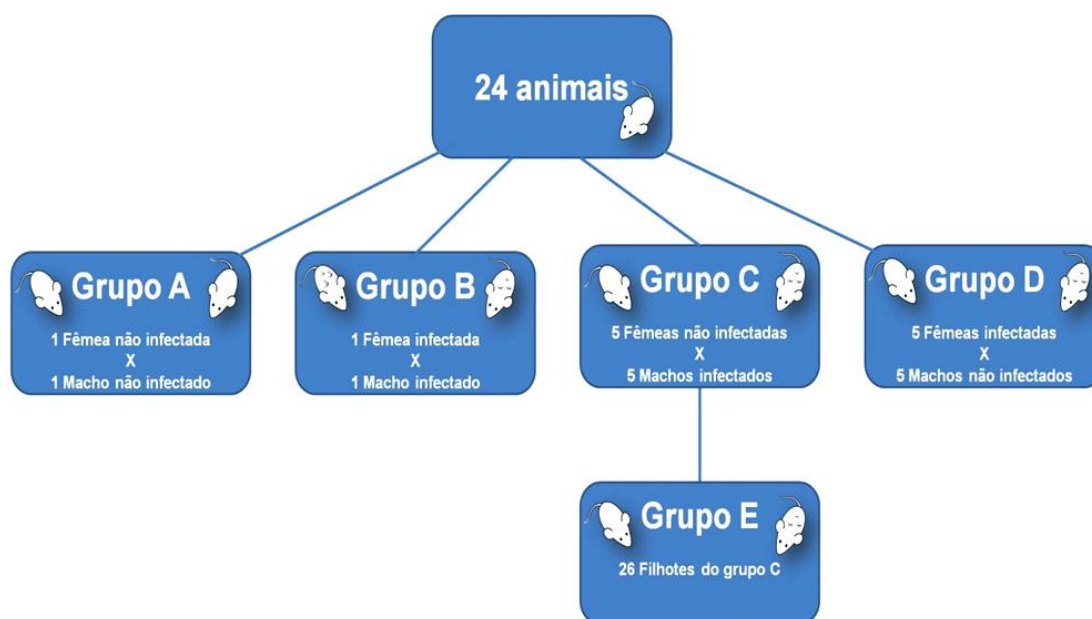 24 animais
Grupo A
1 Fêmea não infectada
X
1 Macho não infectado
Grupo B
1 Fêmea infectada
X
1 Macho infectado
Grupo C
5 Fêmeas não infectadas
X
5 Machos infectados
Grupo D
5 Fêmeas infectadas
X
5 Machos não infectados
Grupo E
26 Filhotes do grupo C